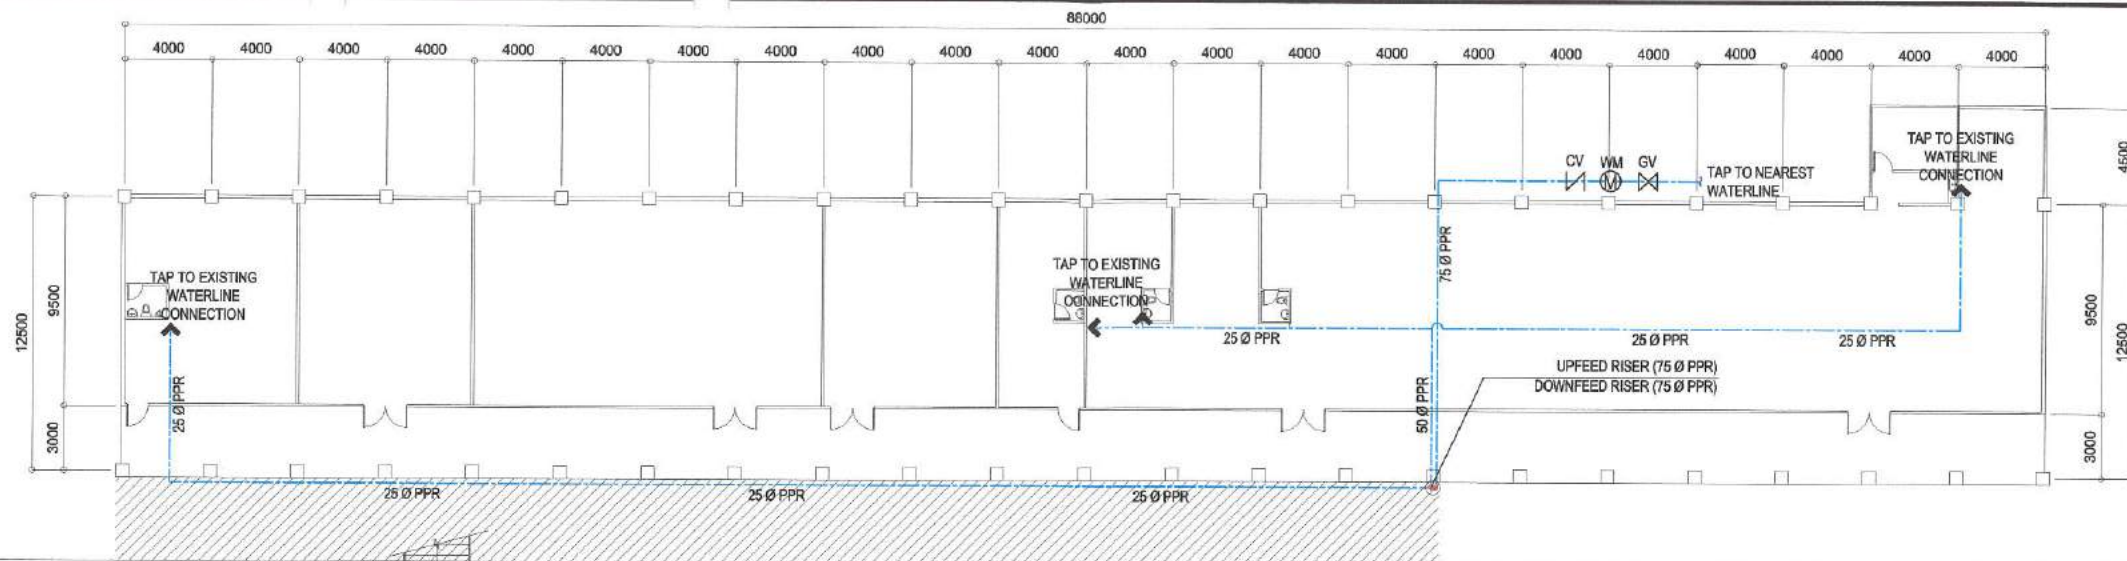 88000
4000 4000 4000 4000 4000 4000 4000 4000 4000 4000 4000 4000 4000 4000 4000 4000 4000 4000 4000 4000 4000 4000
CV WM GV
M
TAP TO NEAREST
WATERLINE
TAP TO EXISTING
WATERLINE
CONNECTION
4500
TAP TO EXISTING
WATERLINE
CONNECTION
TAP TO EXISTING
WATERLINE
CONNECTION
75 Ø PPR
12500
9500
9500
12500
25 Ø PPR
25 Ø PPR
25 Ø PPR
UPFEED RISER (75 Ø PPR)
DOWNFEED RISER (75 Ø PPR)
25 Ø PPR
50 Ø PPR
3000
3000
25 Ø PPR
25 Ø PPR
25 Ø PPR